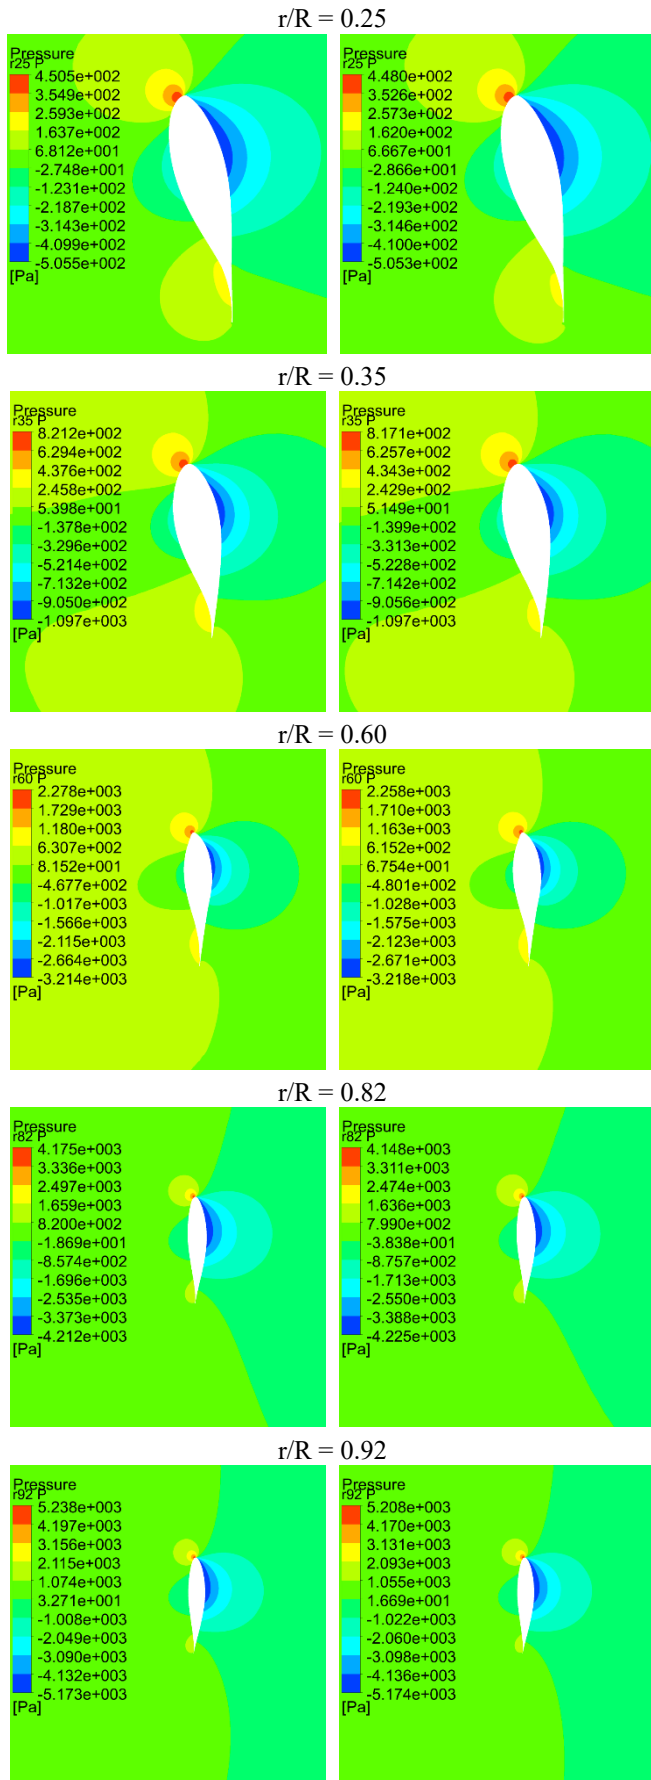 r/R = 0.25
Pressure
r25 P
4.505e+002
3.549e+002
2.593e+002
1.637e+002
6.812e+001
-2.748e+001
-1.231e+002
-2.187e+002
-3.143e+002
-4.099e+002
-5.055e+002
[Pa]
Pressure
r25 P
4.480e+002
3.526e+002
2.573e+002
1.620e+002
6.667e+001
-2.866e+001
-1.240e+002
-2.193e+002
-3.146e+002
-4.100e+002
-5.053e+002
[Pa]
r/R = 0.35
Pressure
r35 P
8.212e+002
6.294e+002
4.376e+002
2.458e+002
5.398e+001
-1.378e+002
-3.296e+002
-5.214e+002
-7.132e+002
-9.050e+002
-1.097e+003
[Pa]
Pressure
r35 P
8.171e+002
6.257e+002
4.343e+002
2.429e+002
5.149e+001
-1.399e+002
-3.313e+002
-5.228e+002
-7.142e+002
-9.056e+002
-1.097e+003
[Pa]
r/R = 0.60
Pressure
r60 P
2.278e+003
1.729e+003
1.180e+003
6.307e+002
8.152e+001
-4.677e+002
-1.017e+003
-1.566e+003
-2.115e+003
-2.664e+003
-3.214e+003
[Pa]
Pressure
r60 P
2.258e+003
1.710e+003
1.163e+003
6.152e+002
6.754e+001
-4.801e+002
-1.028e+003
-1.575e+003
-2.123e+003
-2.671e+003
-3.218e+003
[Pa]
r/R = 0.82
Pressure
r82 P
4.175e+003
3.336e+003
2.497e+003
1.659e+003
8.200e+002
-1.869e+001
-8.574e+002
-1.696e+003
-2.535e+003
-3.373e+003
-4.212e+003
[Pa]
Pressure
r82 P
4.148e+003
3.311e+003
2.474e+003
1.636e+003
7.990e+002
-3.838e+001
-8.757e+002
-1.713e+003
-2.550e+003
-3.388e+003
-4.225e+003
[Pa]
r/R = 0.92
Pressure
r92 P
5.238e+003
4.197e+003
3.156e+003
2.115e+003
1.074e+003
3.271e+001
-1.008e+003
-2.049e+003
-3.090e+003
-4.132e+003
-5.173e+003
[Pa]
Pressure
r92 P
5.208e+003
4.170e+003
3.131e+003
2.093e+003
1.055e+003
1.669e+001
-1.022e+003
-2.060e+003
-3.098e+003
-4.136e+003
-5.174e+003
[Pa]